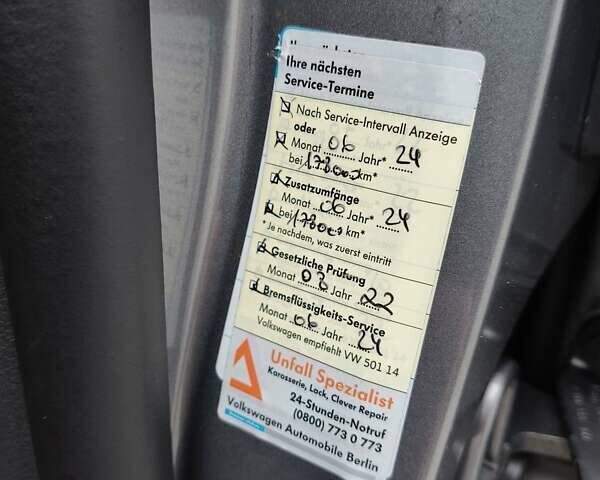 Ihre nächsten
Service-Termine
Nach Service-Intervall Anzeige
oder
Monat 06 Jahr* 24
bei 178000 km*
Zusatzumfänge
Monat 06 Jahr* 24
bei 178000 km*
* Je nachdem, was zuerst eintritt
Gesetzliche Prüfung
Monat 03 Jahr 22
Bremsflüssigkeits-Service
Monat 06 Jahr 24
Volkswagen empfiehlt VW 501 14
Unfall Spezialist
Karosserie, Lack, Clever Repair
24-Stunden-Notruf
(0800) 773 0 773
Volkswagen Automobile Berlin